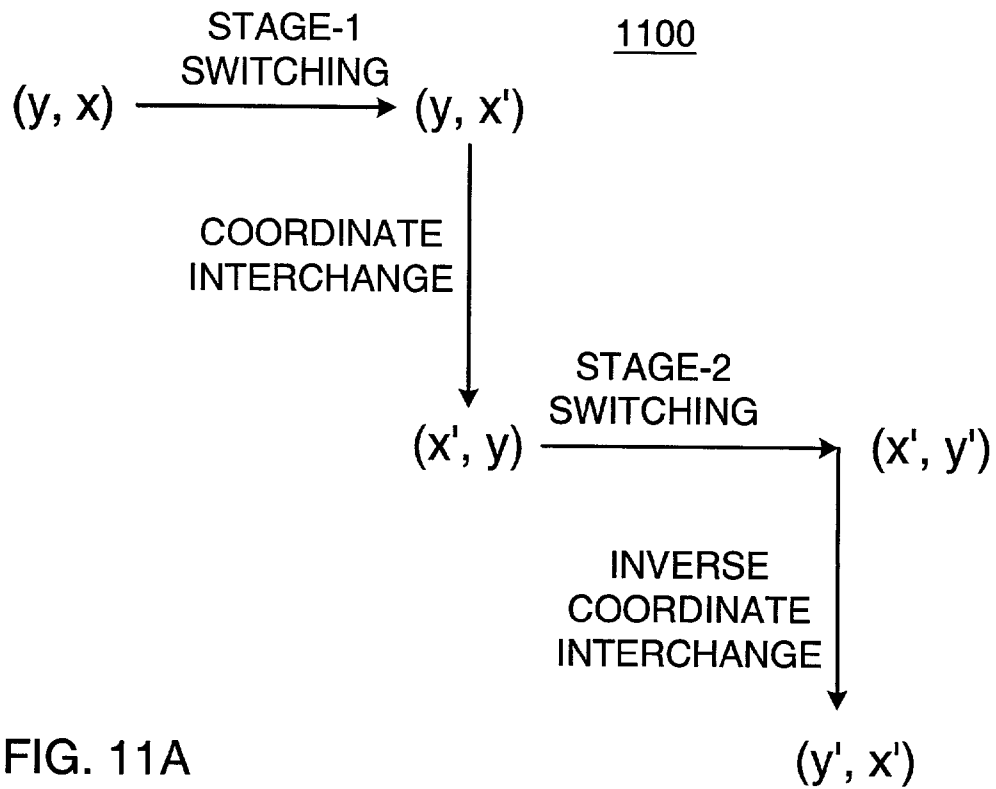 STAGE-1
SWITCHING
1100
(y, x)
(y, x')
COORDINATE
INTERCHANGE
STAGE-2
SWITCHING
(x', y)
(x', y')
INVERSE
COORDINATE
INTERCHANGE
FIG. 11A
(y', x')